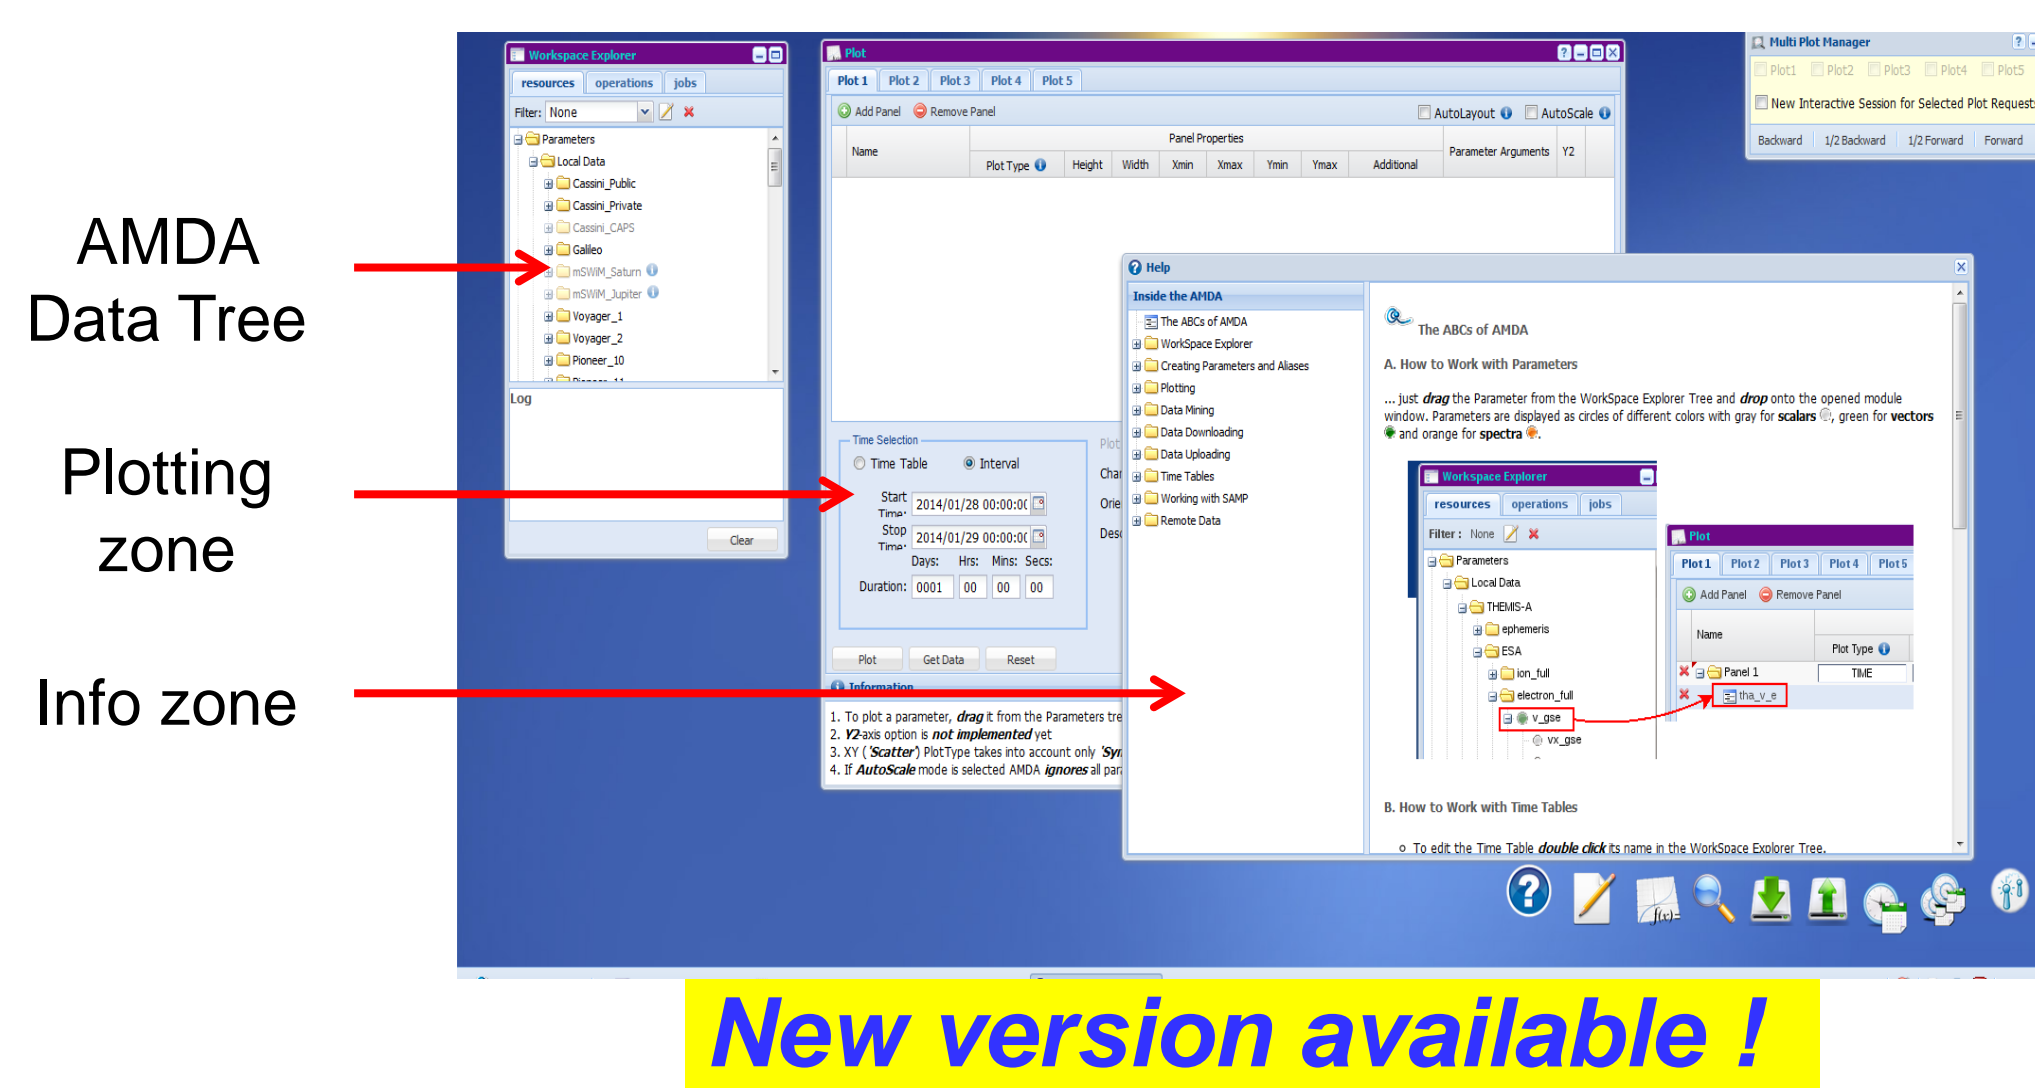 AMDA
Data Tree
Plotting
zone
Info zone
Workspace Explorer
resources operations jobs
Filter: None
Parameters
Local Data
Cassini_Public
Cassini_Private
Cassini_CAPS
Galileo
mSWiM_Saturn
mSWiM_Jupiter
Voyager_1
Voyager_2
Pioneer_10
Pioneer_11
Log
Clear
Plot
Plot 1 Plot 2 Plot 3 Plot 4 Plot 5
Add Panel Remove Panel AutoLayout AutoScale
Name Panel Properties Parameter Arguments Y2
Plot Type Height Width Xmin Xmax Ymin Ymax Additional
Time Selection
Time Table Interval
Start Time: 2014/01/28 00:00:00
Stop Time: 2014/01/29 00:00:00
Days: Hrs: Mins: Secs:
Duration: 0001 00 00 00
Plot Get Data Reset
Information
1. To plot a parameter, drag it from the Parameters tre
2. Y2-axis option is not implemented yet
3. XY ('Scatter') PlotType takes into account only 'Syn
4. If AutoScale mode is selected AMDA ignores all par
Multi Plot Manager
Plot1 Plot2 Plot3 Plot4 Plot5
New Interactive Session for Selected Plot Requests
Backward 1/2 Backward 1/2 Forward Forward
Help
Inside the AMDA
The ABCs of AMDA
WorkSpace Explorer
Creating Parameters and Aliases
Plotting
Data Mining
Data Downloading
Data Uploading
Time Tables
Working with SAMP
Remote Data
The ABCs of AMDA
A. How to Work with Parameters
... just drag the Parameter from the WorkSpace Explorer Tree and drop onto the opened module
window. Parameters are displayed as circles of different colors with gray for scalars , green for vectors
and orange for spectra .
Workspace Explorer
resources operations jobs
Filter : None
Parameters
Local Data
THEMIS-A
ephemeris
ESA
ion_full
electron_full
v_gse
vx_gse
Plot
Plot 1 Plot 2 Plot 3 Plot 4 Plot 5
Add Panel Remove Panel
Name
Plot Type
Panel 1 TIME
tha_v_e
B. How to Work with Time Tables
o To edit the Time Table double click its name in the WorkSpace Explorer Tree.
f(x)=
New version available !